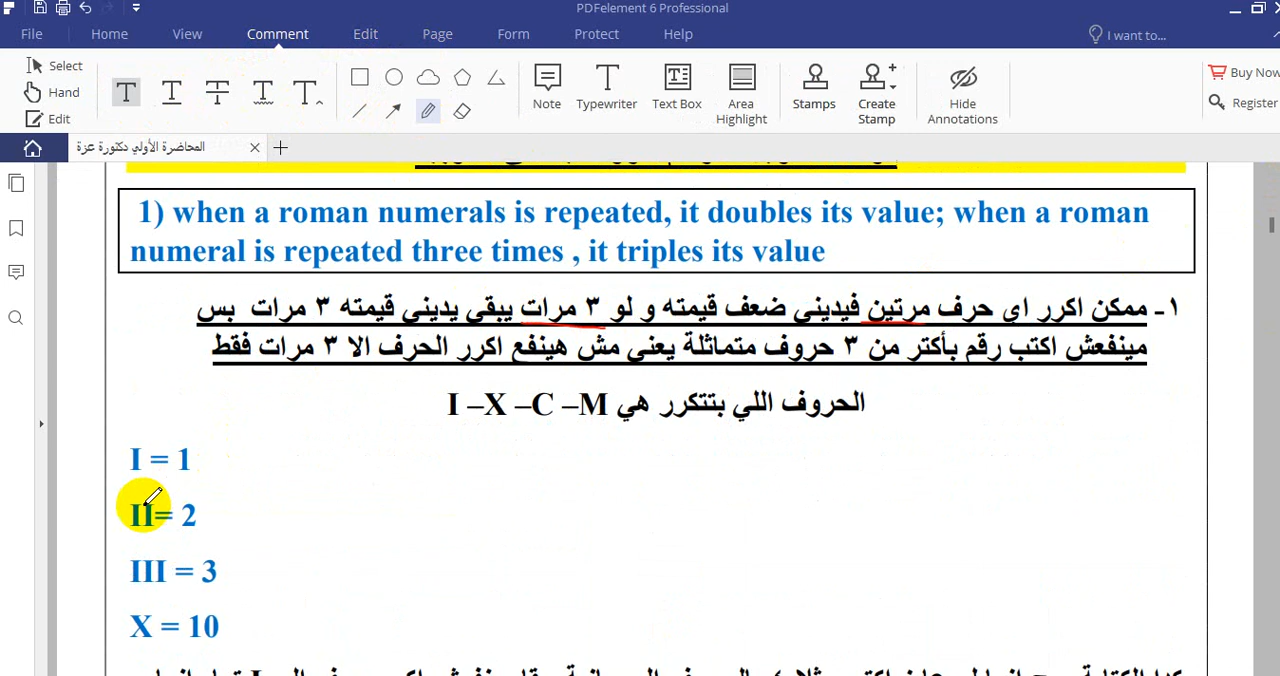 PDFelement 6 Professional
File Home View Comment Edit Page Form Protect Help I want to...
Select
Hand
Edit
Note Typewriter Text Box Area Highlight Stamps Create Stamp Hide Annotations
Buy Now
Register
المحاضرة الأولي دكتورة عزة
1) when a roman numerals is repeated, it doubles its value; when a roman
numeral is repeated three times , it triples its value
١- ممكن اكرر اي حرف مرتين فيديني ضعف قيمته و لو ٣ مرات يبقي يديني قيمته ٣ مرات بس
مينفعش اكتب رقم بأكتر من ٣ حروف متماثلة يعني مش هينفع اكرر الحرف الا ٣ مرات فقط
الحروف اللي بتتكرر هي I –X –C –M
I = 1
II= 2
III = 3
X = 10